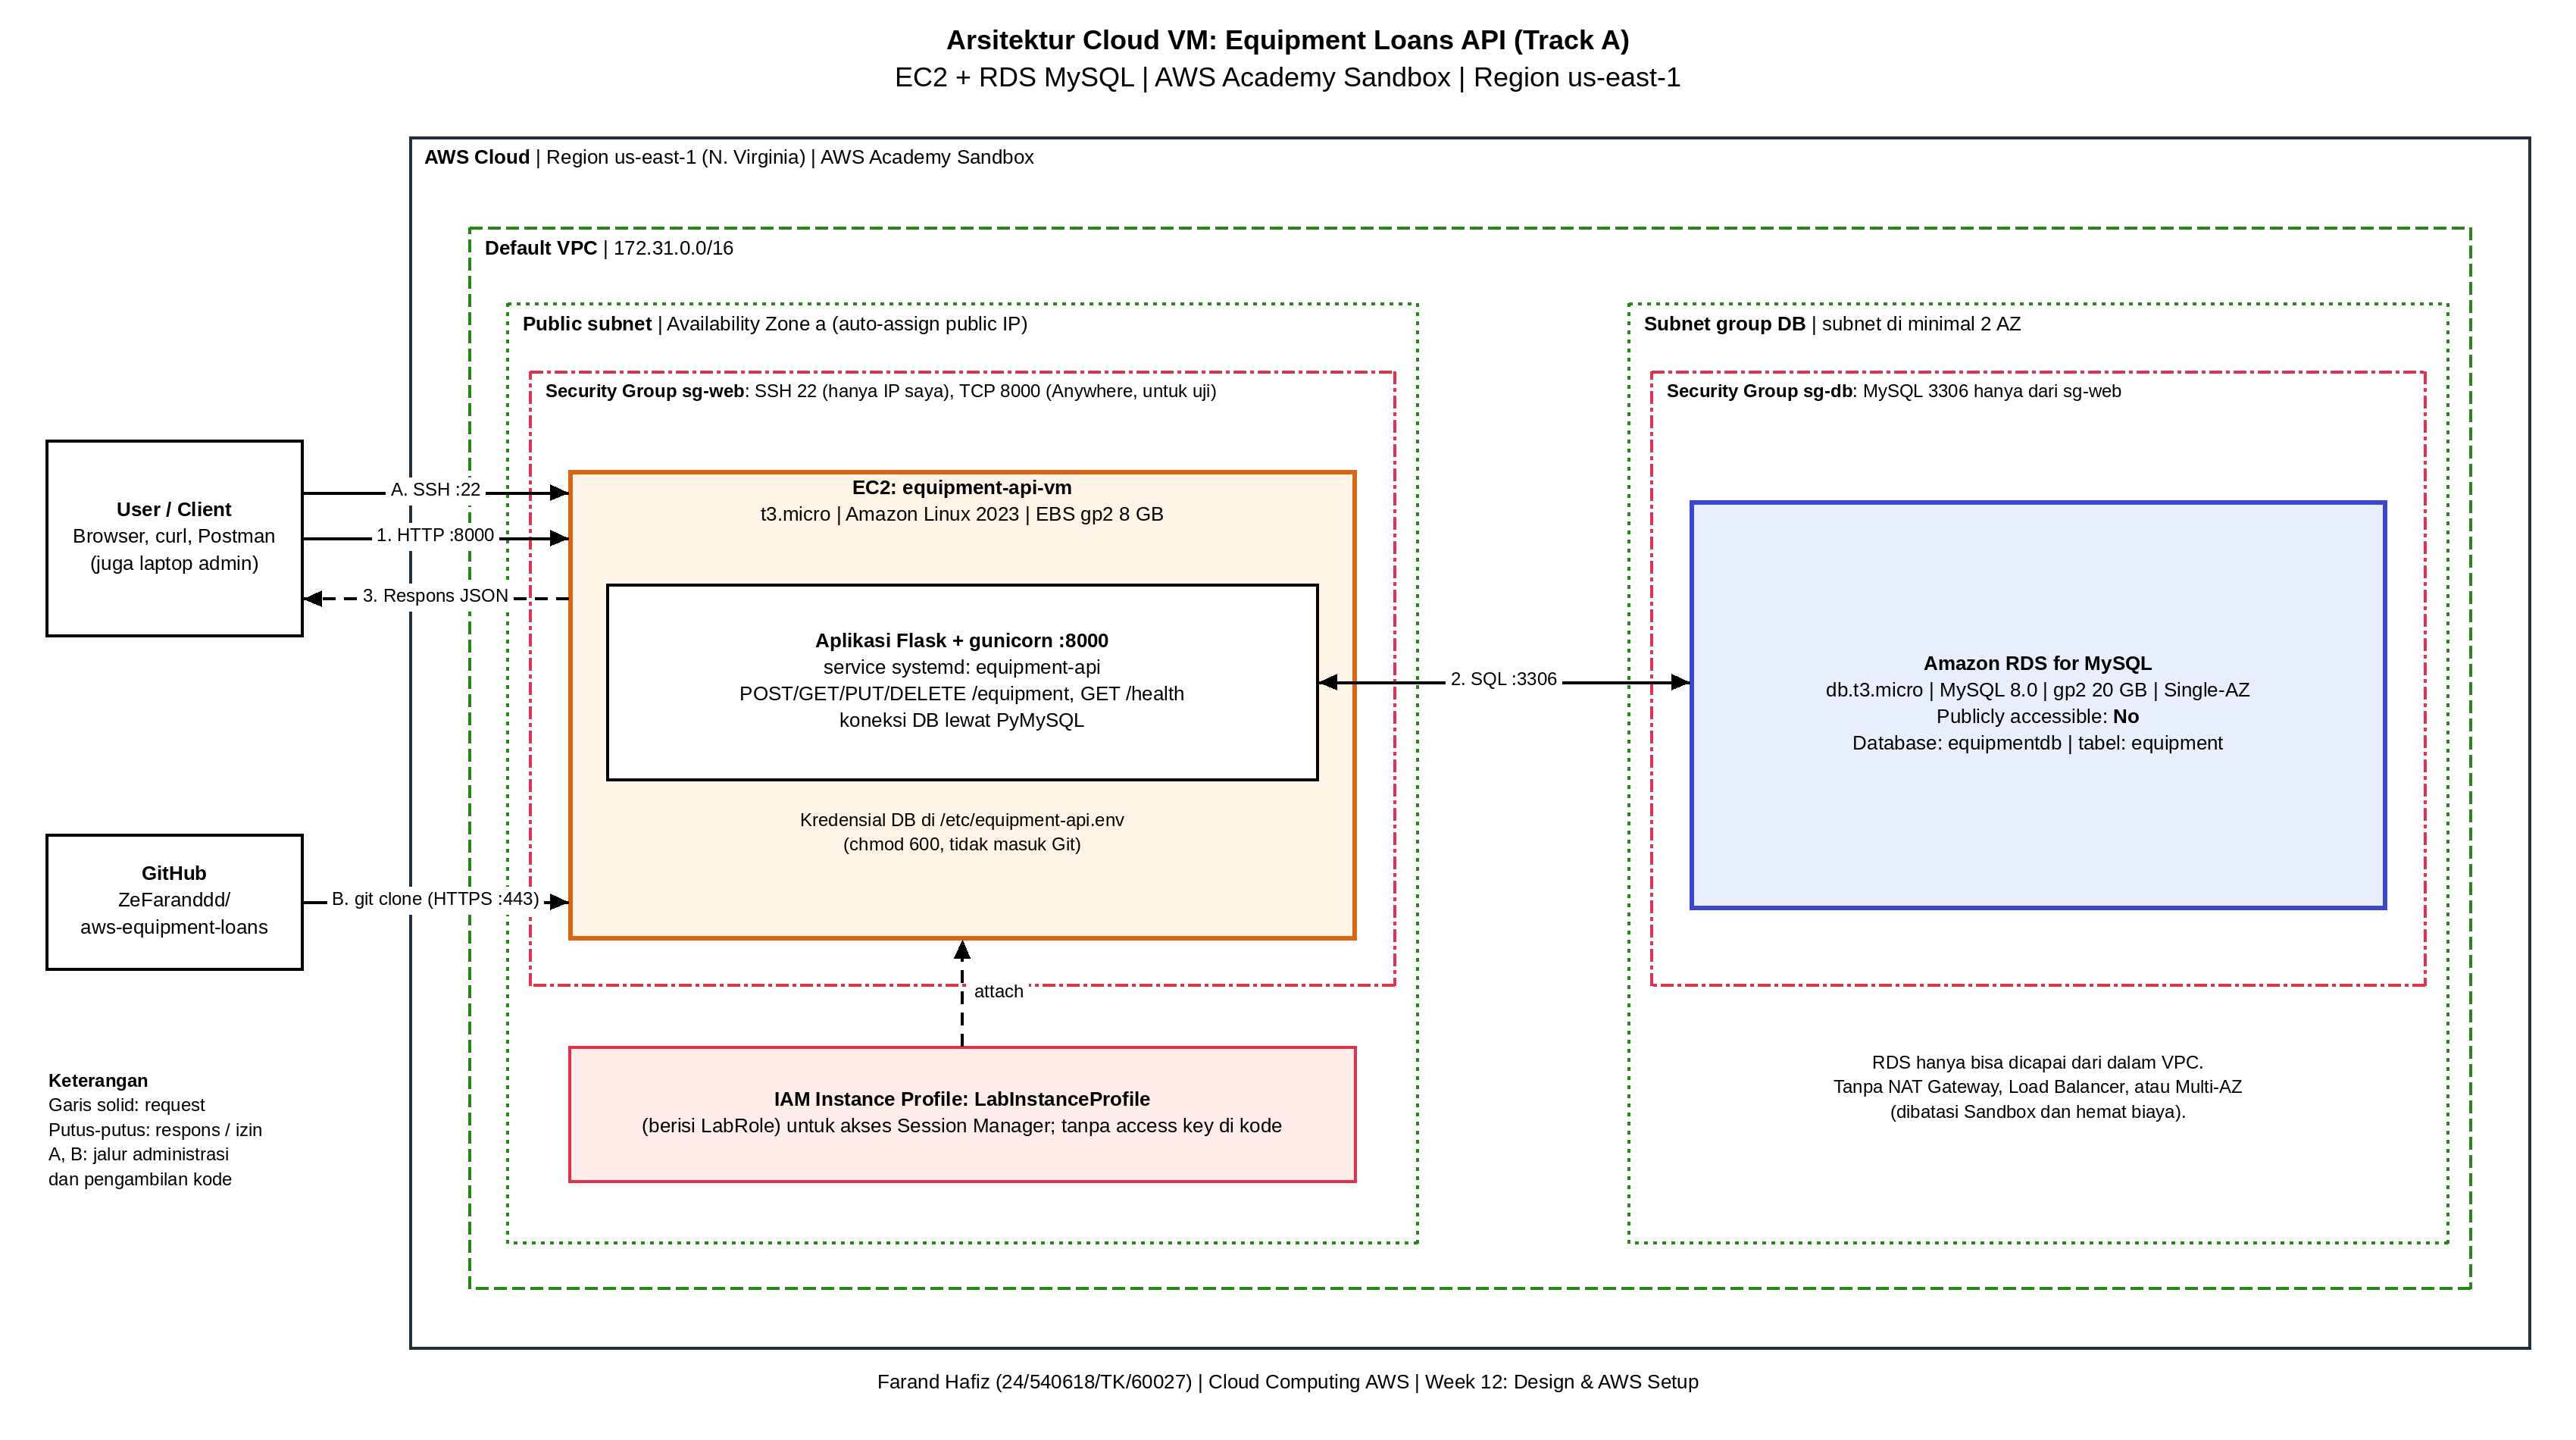 Arsitektur Cloud VM: Equipment Loans API (Track A)
EC2 + RDS MySQL | AWS Academy Sandbox | Region us-east-1
AWS Cloud | Region us-east-1 (N. Virginia) | AWS Academy Sandbox
Default VPC | 172.31.0.0/16
Public subnet | Availability Zone a (auto-assign public IP)
Security Group sg-web: SSH 22 (hanya IP saya), TCP 8000 (Anywhere, untuk uji)
Subnet group DB | subnet di minimal 2 AZ
Security Group sg-db: MySQL 3306 hanya dari sg-web
User / Client
Browser, curl, Postman
(juga laptop admin)
A. SSH :22
1. HTTP :8000
3. Respons JSON
EC2: equipment-api-vm
t3.micro | Amazon Linux 2023 | EBS gp2 8 GB
Aplikasi Flask + gunicorn :8000
service systemd: equipment-api
POST/GET/PUT/DELETE /equipment, GET /health
koneksi DB lewat PyMySQL
Kredensial DB di /etc/equipment-api.env
(chmod 600, tidak masuk Git)
2. SQL :3306
Amazon RDS for MySQL
db.t3.micro | MySQL 8.0 | gp2 20 GB | Single-AZ
Publicly accessible: No
Database: equipmentdb | tabel: equipment
GitHub
ZeFaranddd/
aws-equipment-loans
B. git clone (HTTPS :443)
attach
IAM Instance Profile: LabInstanceProfile
(berisi LabRole) untuk akses Session Manager; tanpa access key di kode
RDS hanya bisa dicapai dari dalam VPC.
Tanpa NAT Gateway, Load Balancer, atau Multi-AZ
(dibatasi Sandbox dan hemat biaya).
Keterangan
Garis solid: request
Putus-putus: respons / izin
A, B: jalur administrasi
dan pengambilan kode
Farand Hafiz (24/540618/TK/60027) | Cloud Computing AWS | Week 12: Design & AWS Setup